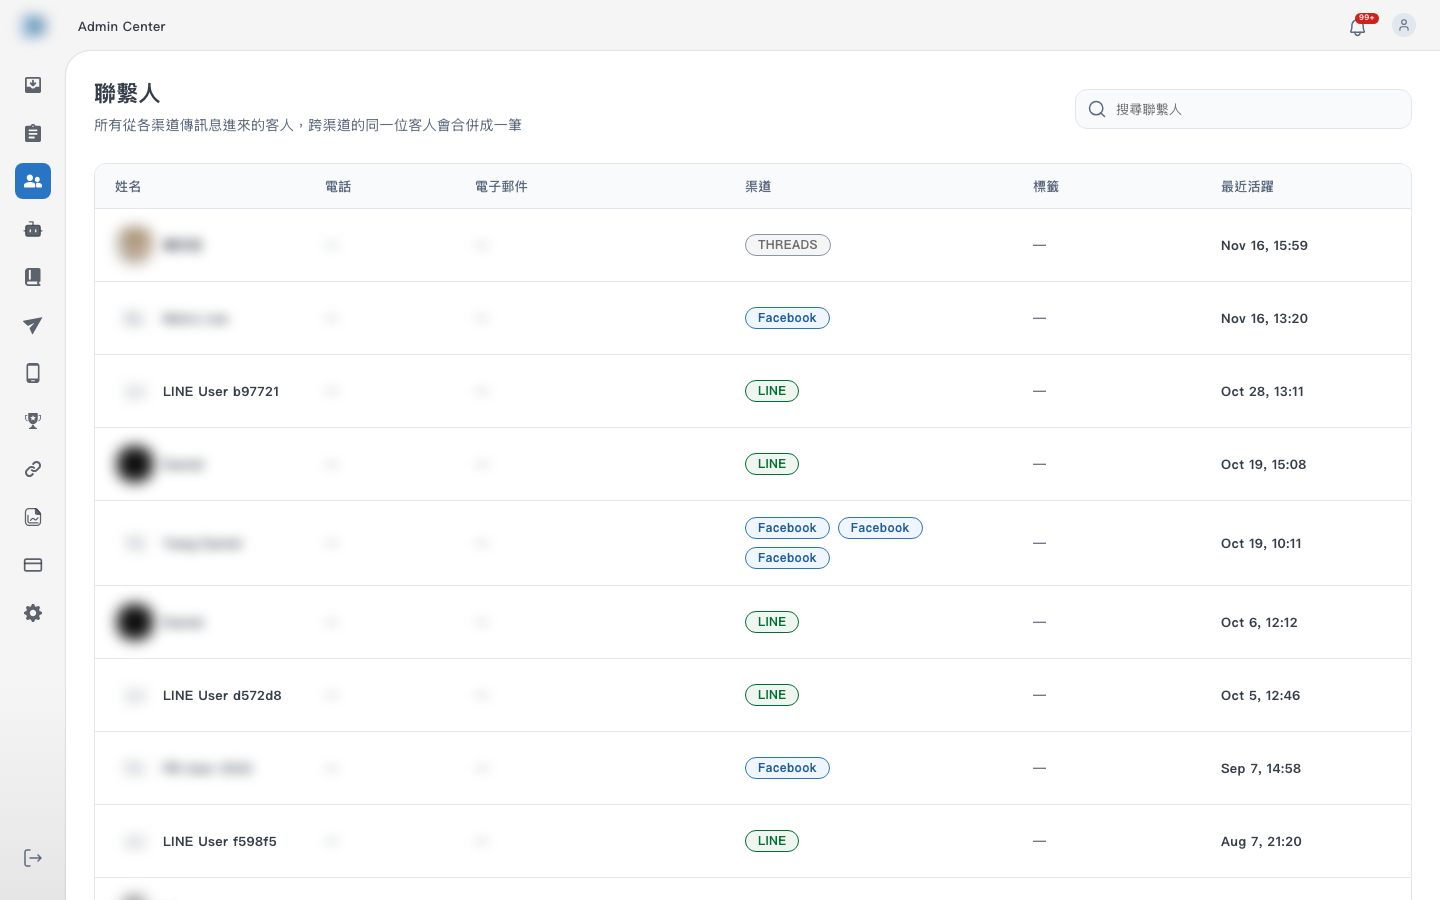 Admin Center
99+
聯繫人
所有從各渠道傳訊息進來的客人，跨渠道的同一位客人會合併成一筆
搜尋聯繫人
姓名 電話 電子郵件 渠道 標籤 最近活躍
THREADS — Nov 16, 15:59
Facebook — Nov 16, 13:20
LINE User b97721 LINE — Oct 28, 13:11
LINE — Oct 19, 15:08
Facebook Facebook
Facebook — Oct 19, 10:11
LINE — Oct 6, 12:12
LINE User d572d8 LINE — Oct 5, 12:46
Facebook — Sep 7, 14:58
LINE User f598f5 LINE — Aug 7, 21:20